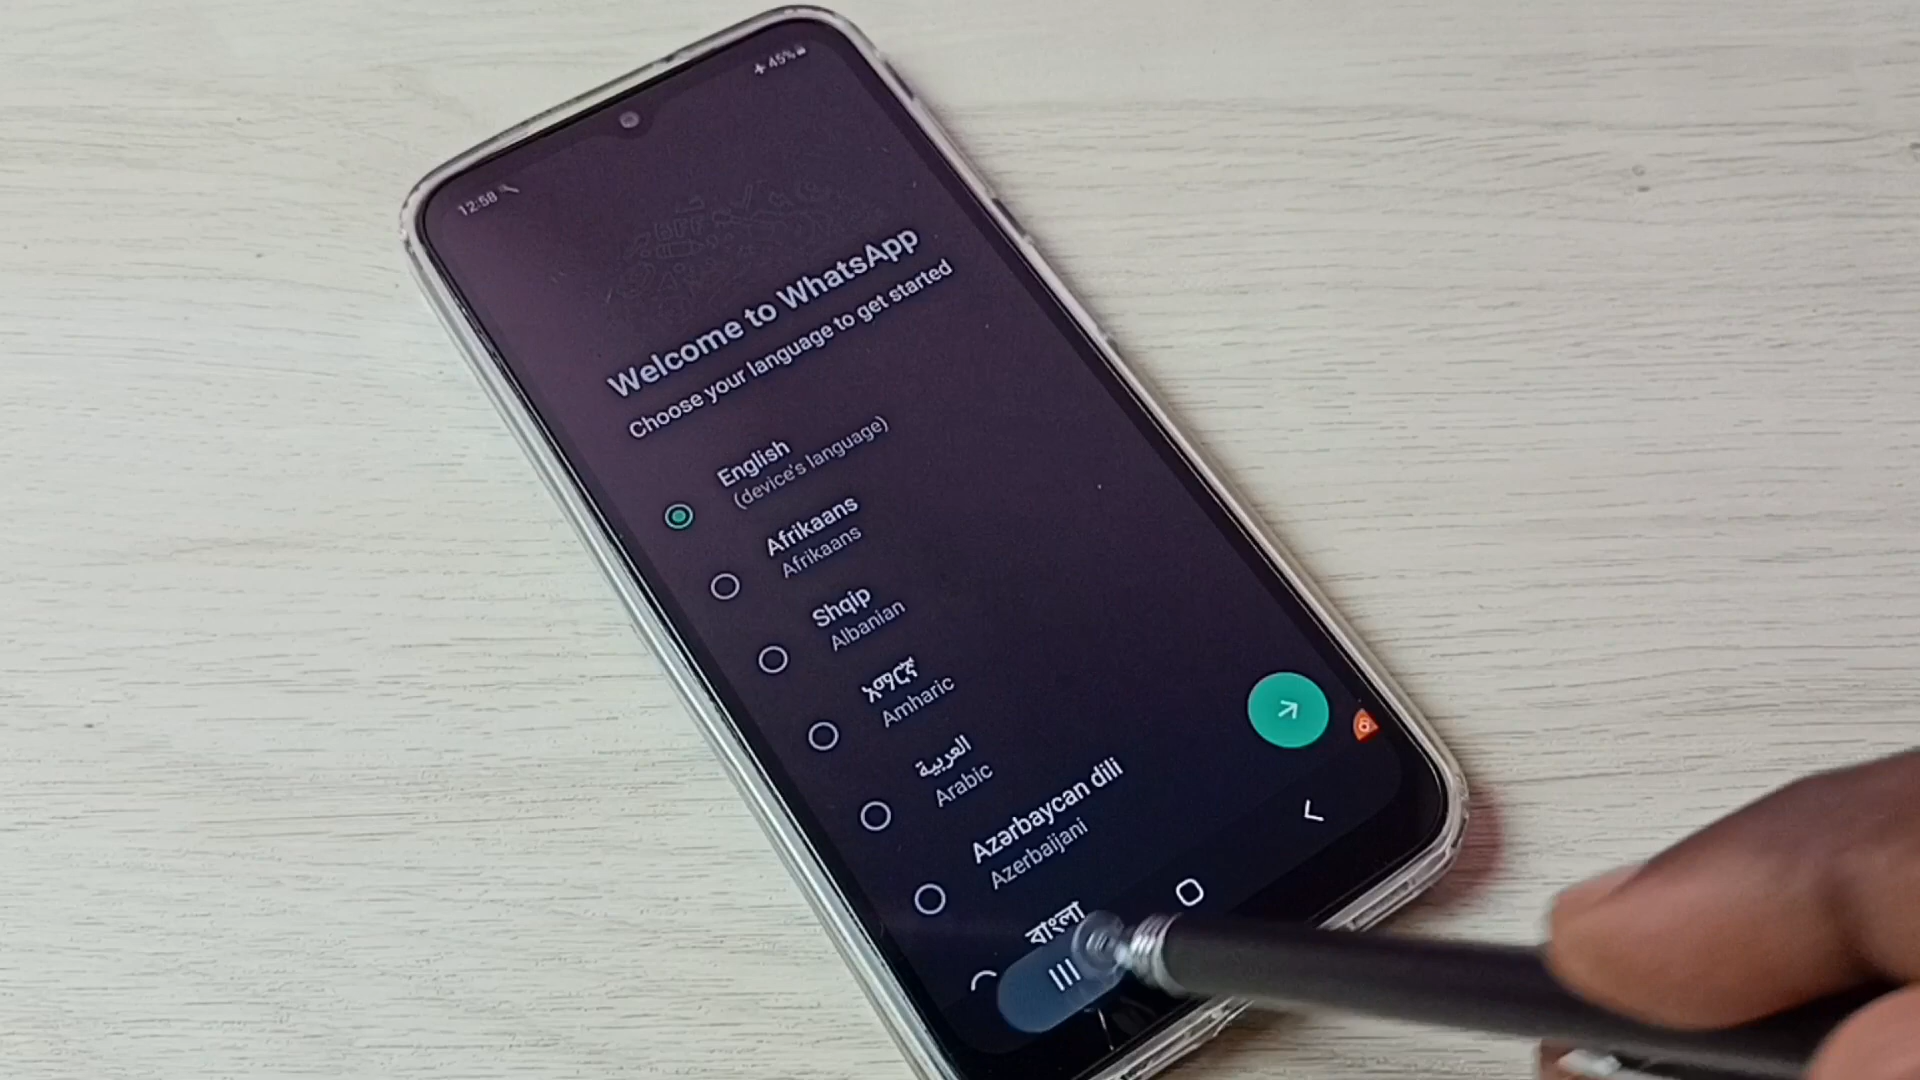 12:58
45%
Welcome to WhatsApp
Choose your language to get started
English
(device's language)
Afrikaans
Afrikaans
Shqip
Albanian
አማርኛ
Amharic
العربية
Arabic
Azərbaycan dili
Azerbaijani
বাংলা